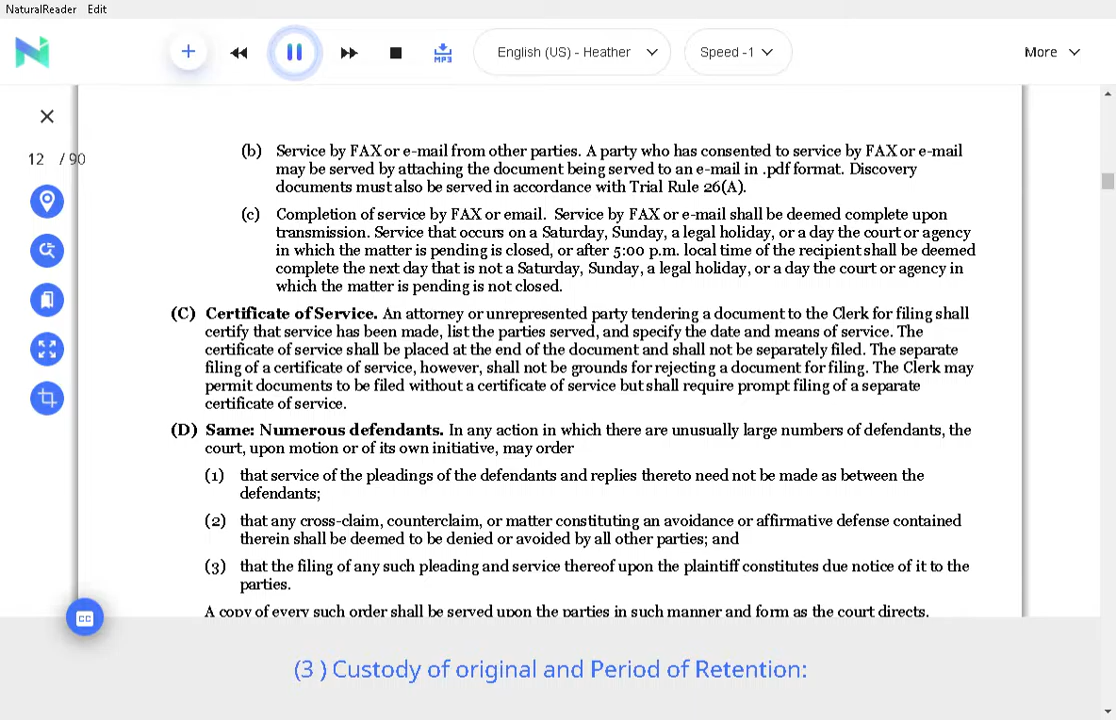 NaturalReader Edit
MP3
English (US) - Heather
Speed -1
More
12 / 90
(b) Service by FAX or e-mail from other parties. A party who has consented to service by FAX or e-mail
may be served by attaching the document being served to an e-mail in .pdf format. Discovery
documents must also be served in accordance with Trial Rule 26(A).
(c) Completion of service by FAX or email. Service by FAX or e-mail shall be deemed complete upon
transmission. Service that occurs on a Saturday, Sunday, a legal holiday, or a day the court or agency
in which the matter is pending is closed, or after 5:00 p.m. local time of the recipient shall be deemed
complete the next day that is not a Saturday, Sunday, a legal holiday, or a day the court or agency in
which the matter is pending is not closed.
(C) Certificate of Service. An attorney or unrepresented party tendering a document to the Clerk for filing shall
certify that service has been made, list the parties served, and specify the date and means of service. The
certificate of service shall be placed at the end of the document and shall not be separately filed. The separate
filing of a certificate of service, however, shall not be grounds for rejecting a document for filing. The Clerk may
permit documents to be filed without a certificate of service but shall require prompt filing of a separate
certificate of service.
(D) Same: Numerous defendants. In any action in which there are unusually large numbers of defendants, the
court, upon motion or of its own initiative, may order
(1) that service of the pleadings of the defendants and replies thereto need not be made as between the
defendants;
(2) that any cross-claim, counterclaim, or matter constituting an avoidance or affirmative defense contained
therein shall be deemed to be denied or avoided by all other parties; and
(3) that the filing of any such pleading and service thereof upon the plaintiff constitutes due notice of it to the
parties.
A copy of every such order shall be served upon the parties in such manner and form as the court directs.
CC
(3 ) Custody of original and Period of Retention: